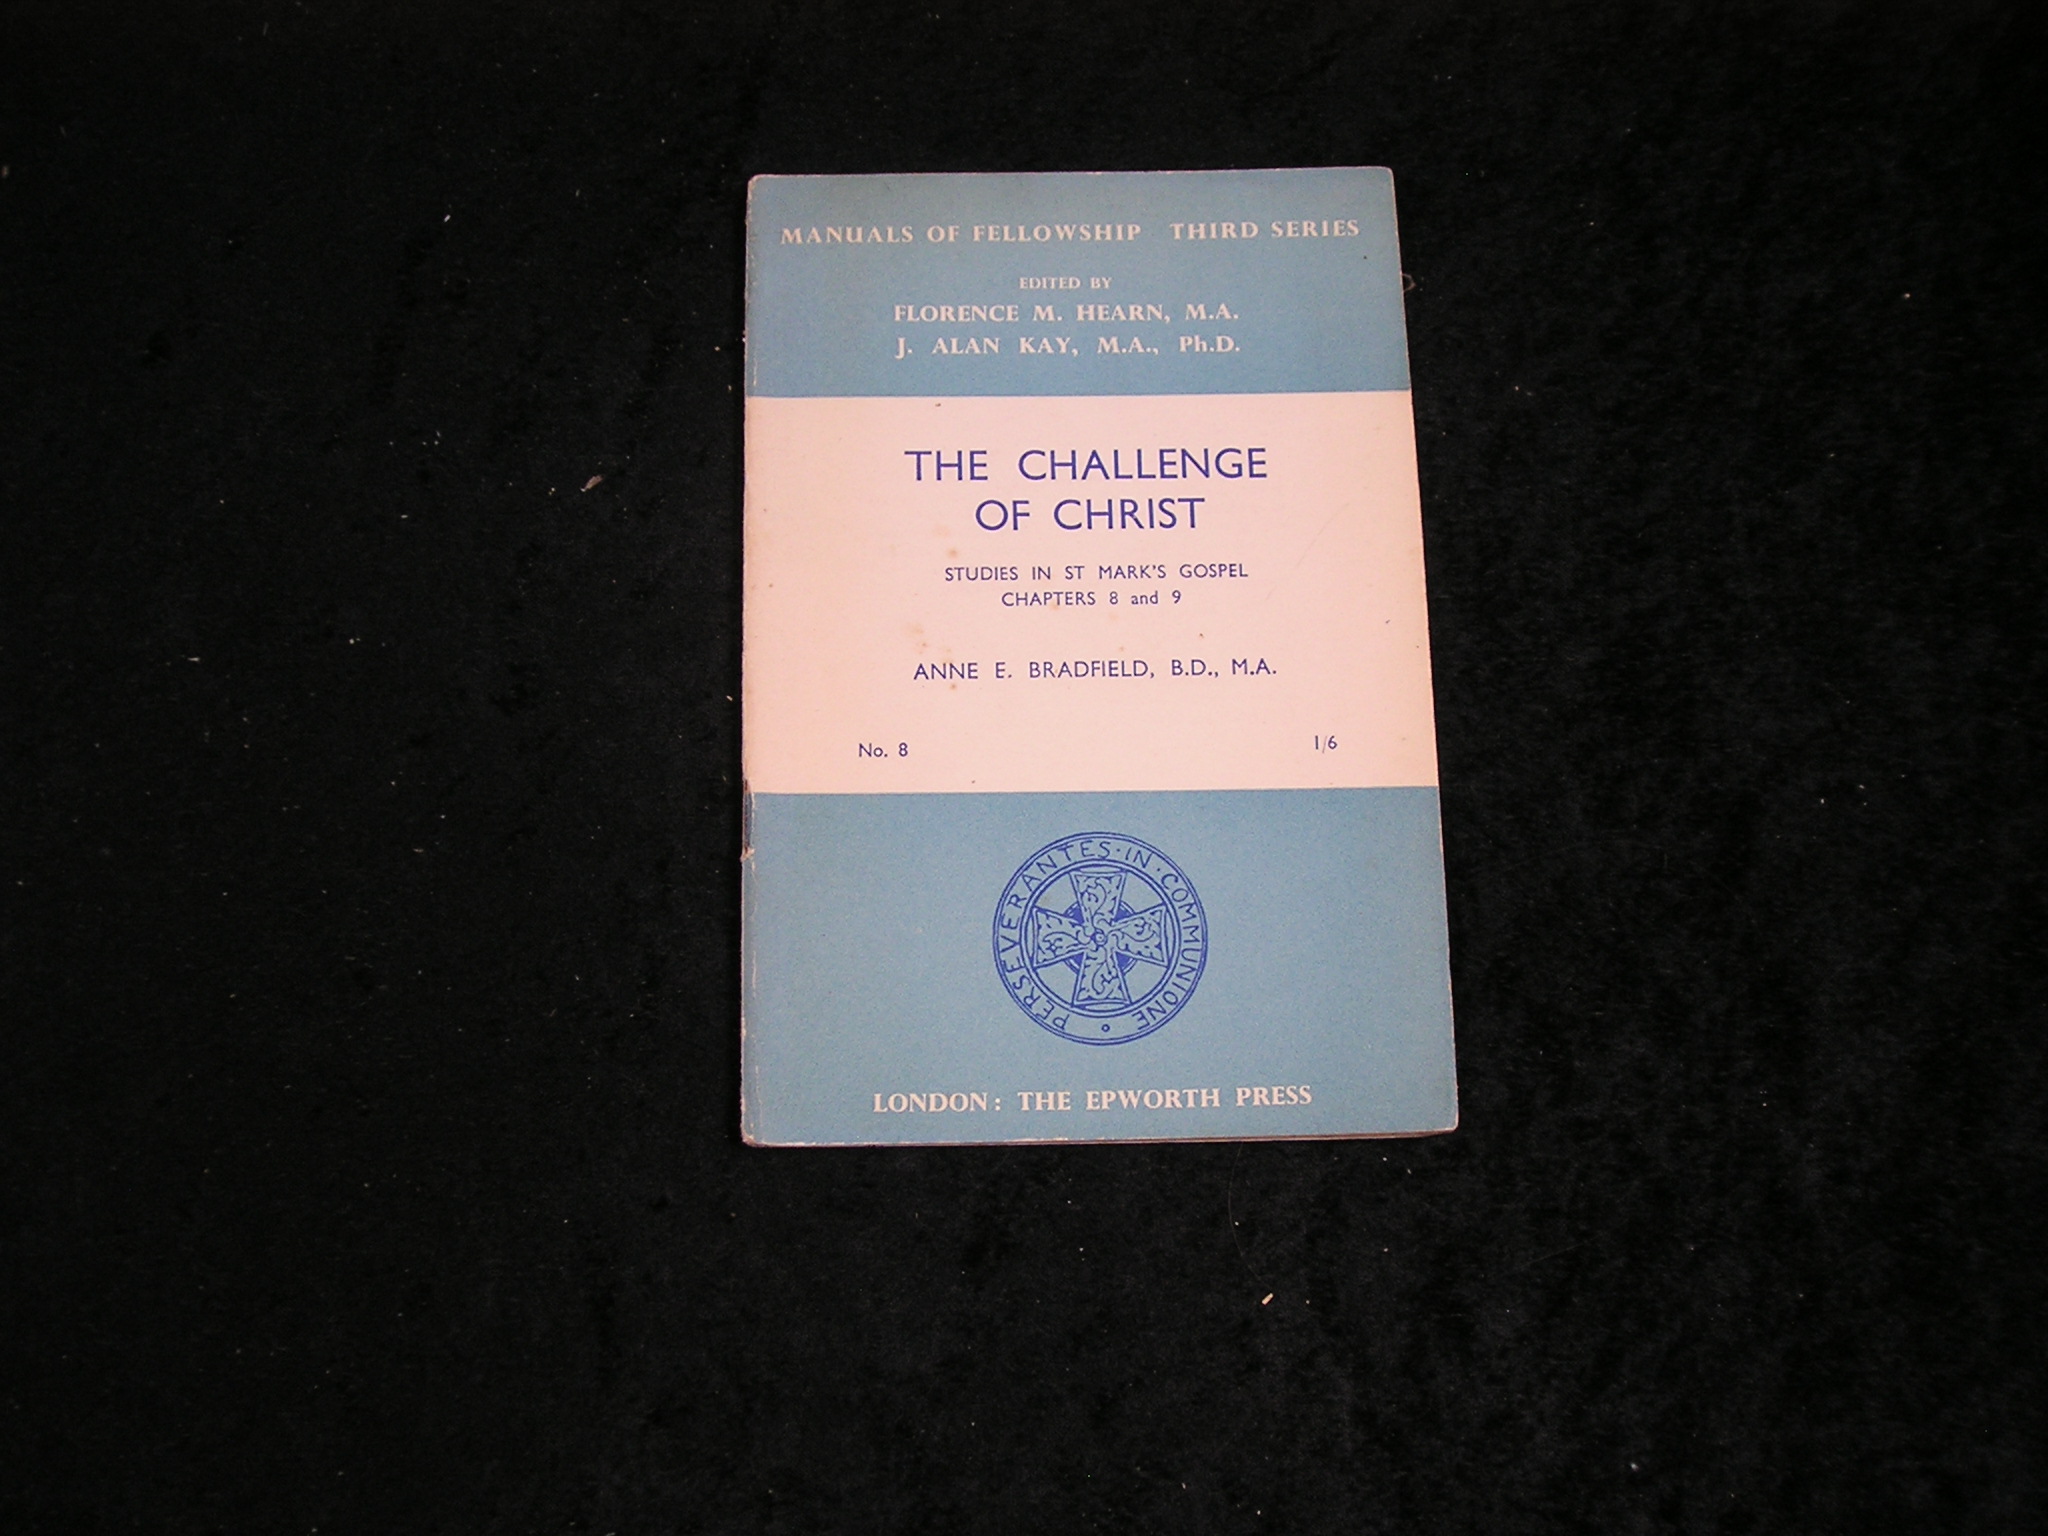 MANUALS OF FELLOWSHIP THIRD SERIES
EDITED BY
FLORENCE M. HEARN, M.A.
J. ALAN KAY, M.A., Ph.D.
THE CHALLENGE
OF CHRIST
STUDIES IN ST MARK'S GOSPEL
CHAPTERS 8 and 9
ANNE E. BRADFIELD, B.D., M.A.
No. 8 1/6
PERSEVERANTES·IN·COMMUNIONE
LONDON: THE EPWORTH PRESS